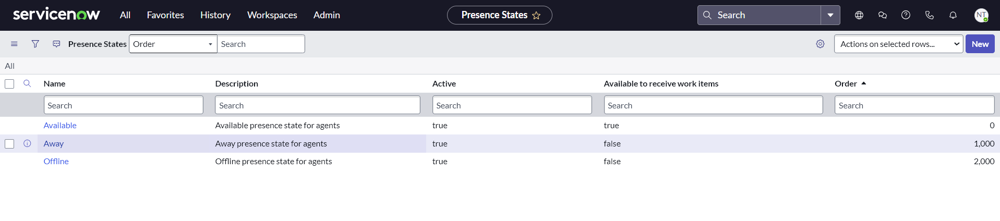 servicenow All Favorites History Workspaces Admin Presence States Search NT
Presence States Order Search Actions on selected rows... New
All
Name Description Active Available to receive work items Order
Search Search Search Search Search
Available Available presence state for agents true true 0
Away Away presence state for agents true false 1,000
Offline Offline presence state for agents true false 2,000